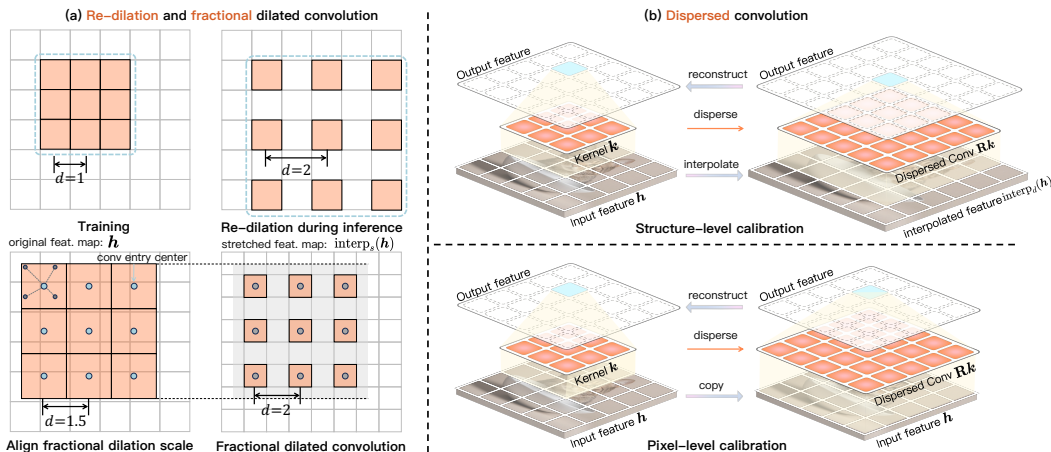 (a) Re-dilation and fractional dilated convolution
d=1
d=2
Training
Re-dilation during inference
original feat. map: h
stretched feat. map: interp_s(h)
conv entry center
d=1.5
d=2
Align fractional dilation scale
Fractional dilated convolution
(b) Dispersed convolution
Output feature
reconstruct
Output feature
disperse
Kernel k
interpolate
Dispersed Conv Rk
Input feature h
interpolated feature interp_d(h)
Structure-level calibration
Output feature
reconstruct
Output feature
disperse
Kernel k
copy
Dispersed Conv Rk
Input feature h
Input feature h
Pixel-level calibration